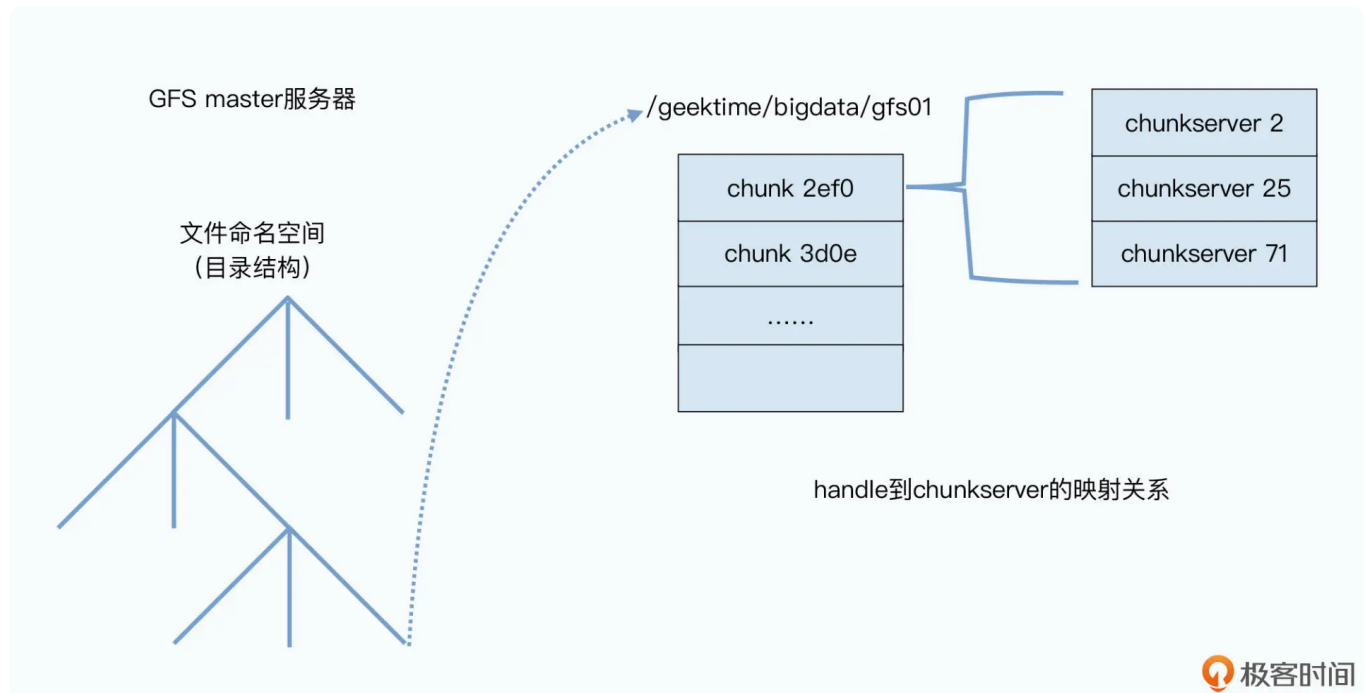 GFS master服务器
文件命名空间
（目录结构）
/geektime/bigdata/gfs01
chunk 2ef0
chunk 3d0e
……
chunkserver 2
chunkserver 25
chunkserver 71
handle到chunkserver的映射关系
极客时间